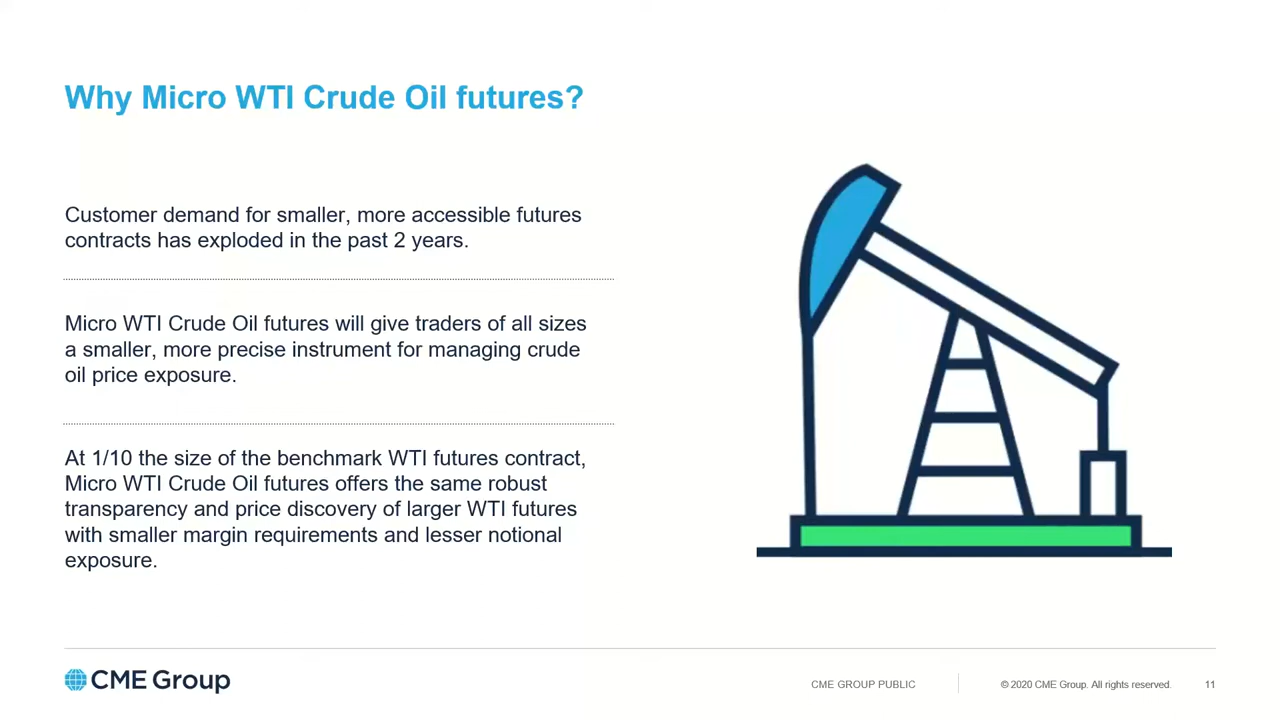 Why Micro WTI Crude Oil futures?
Customer demand for smaller, more accessible futures
contracts has exploded in the past 2 years.
Micro WTI Crude Oil futures will give traders of all sizes
a smaller, more precise instrument for managing crude
oil price exposure.
At 1/10 the size of the benchmark WTI futures contract,
Micro WTI Crude Oil futures offers the same robust
transparency and price discovery of larger WTI futures
with smaller margin requirements and lesser notional
exposure.
CME Group
CME GROUP PUBLIC
© 2020 CME Group. All rights reserved.
11